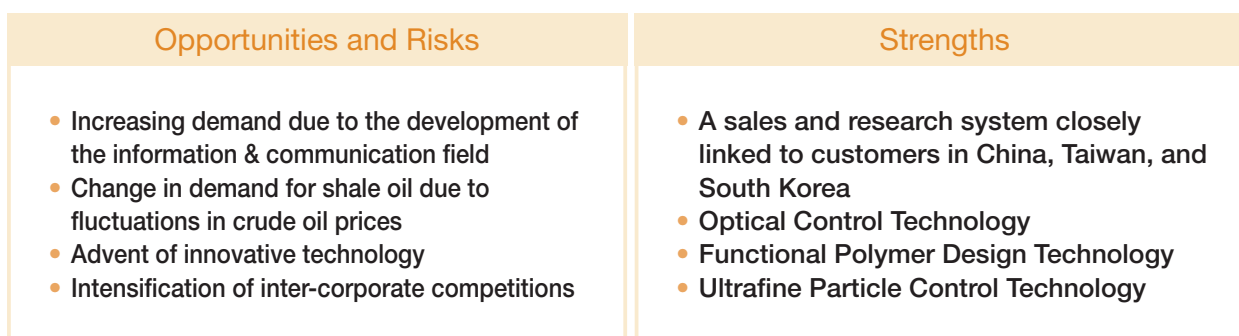 Opportunities and Risks
• Increasing demand due to the development of
the information & communication field
• Change in demand for shale oil due to
fluctuations in crude oil prices
• Advent of innovative technology
• Intensification of inter-corporate competitions
Strengths
• A sales and research system closely
linked to customers in China, Taiwan, and
South Korea
• Optical Control Technology
• Functional Polymer Design Technology
• Ultrafine Particle Control Technology